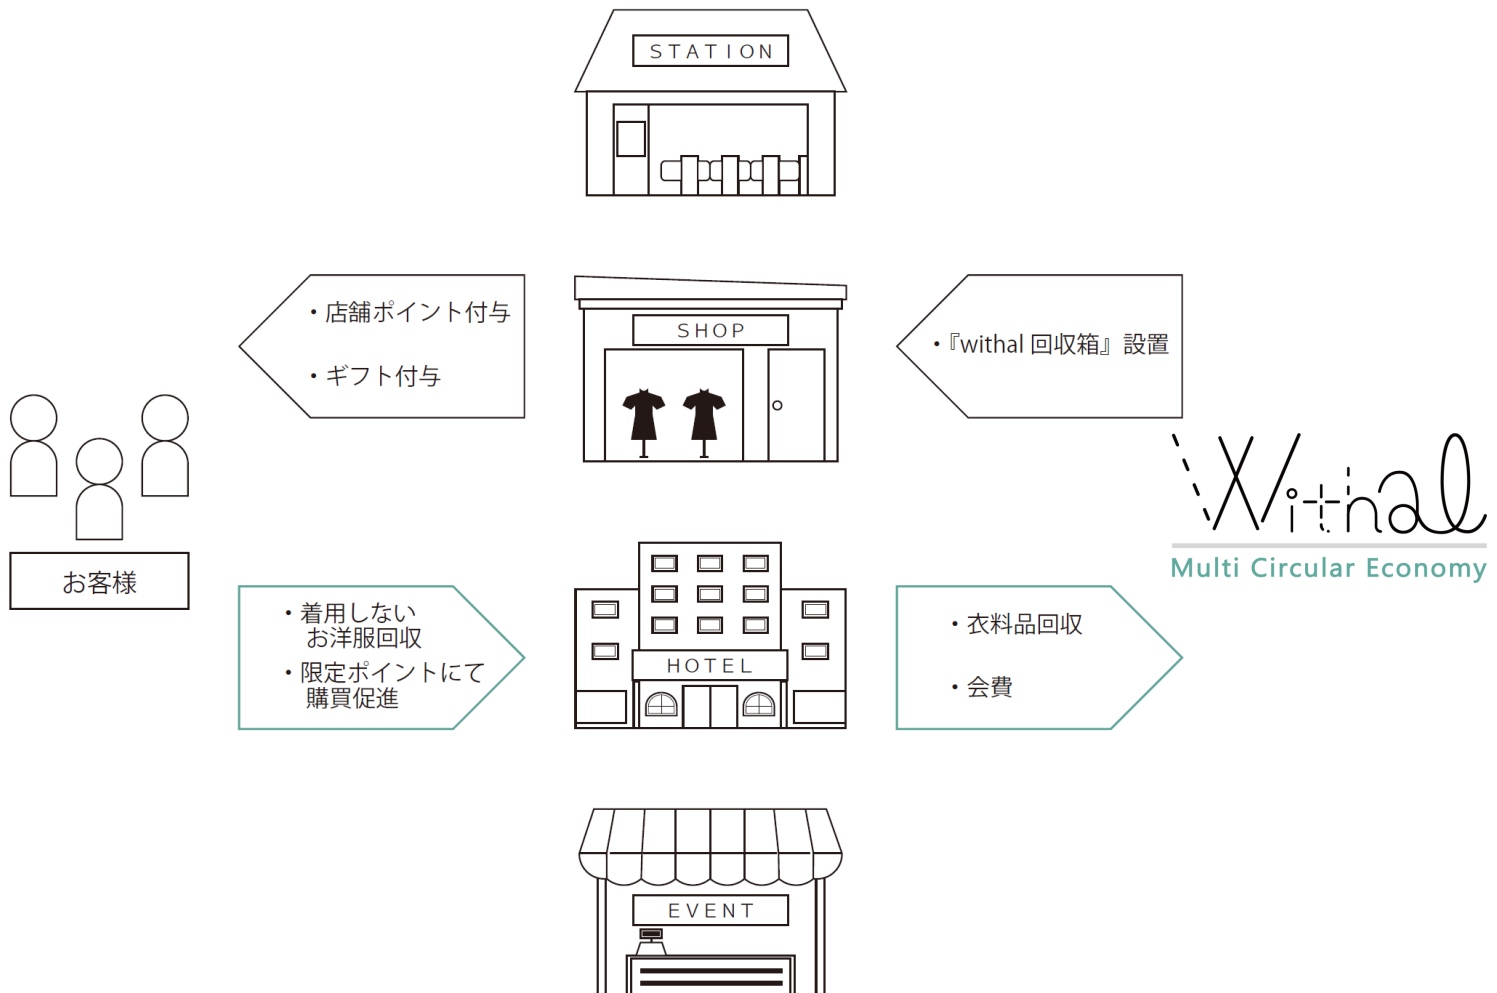 STATION
・店舗ポイント付与
・ギフト付与
SHOP
・『withal 回収箱』設置
お客様
Withal
Multi Circular Economy
・着用しない
お洋服回収
・限定ポイントにて
購買促進
HOTEL
・衣料品回収
・会費
EVENT